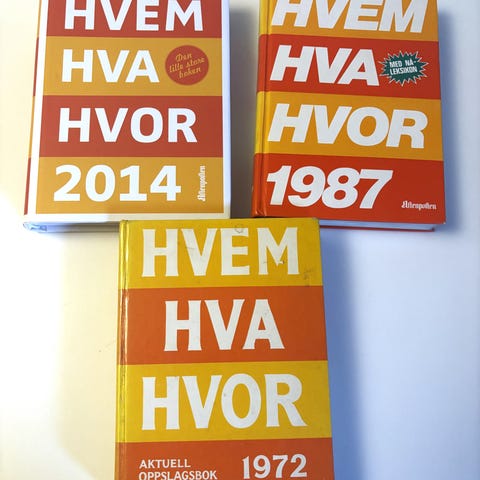 HVEM
HVA
Den
lille store
boken
HVOR
2014
Aftenposten
HVEM
HVA
MED NÅ-
LEKSIKON
HVOR
1987
Aftenposten
HVEM
HVA
HVOR
AKTUELL
OPPSLAGSBOK
1972